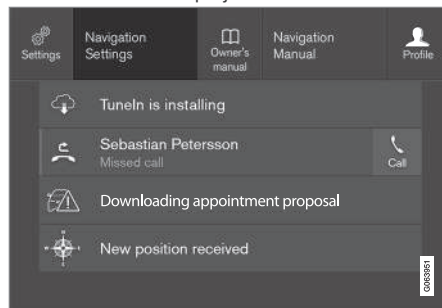 Settings
Navigation
Settings
Owner's
manual
Navigation
Manual
Profile
TuneIn is installing
Sebastian Petersson
Missed call
Call
Downloading appointment proposal
New position received
G063951